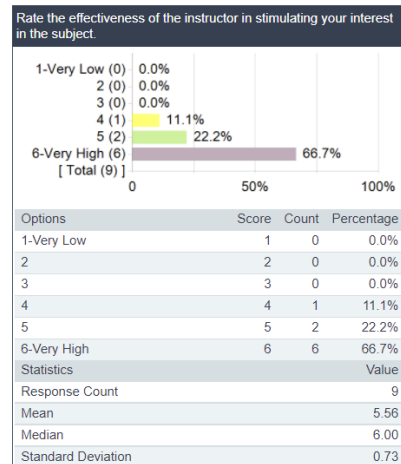 Rate the effectiveness of the instructor in stimulating your interest
in the subject.
1-Very Low (0) 0.0%
2 (0) 0.0%
3 (0) 0.0%
4 (1) 11.1%
5 (2) 22.2%
6-Very High (6) 66.7%
[ Total (9) ]
0 50% 100%
Options Score Count Percentage
1-Very Low 1 0 0.0%
2 2 0 0.0%
3 3 0 0.0%
4 4 1 11.1%
5 5 2 22.2%
6-Very High 6 6 66.7%
Statistics Value
Response Count 9
Mean 5.56
Median 6.00
Standard Deviation 0.73